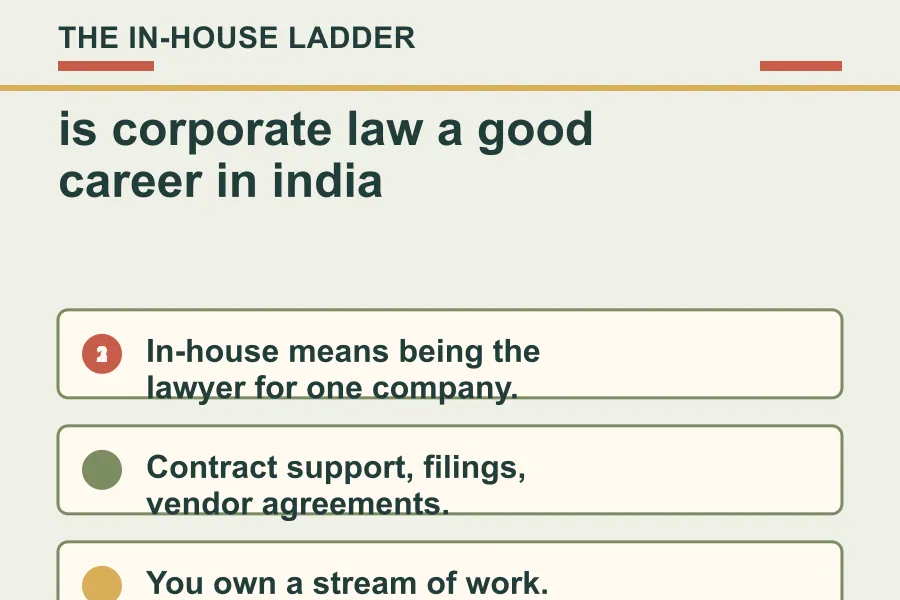 THE IN-HOUSE LADDER
is corporate law a good
career in india
In-house means being the
lawyer for one company.
Contract support, filings,
vendor agreements.
You own a stream of work.